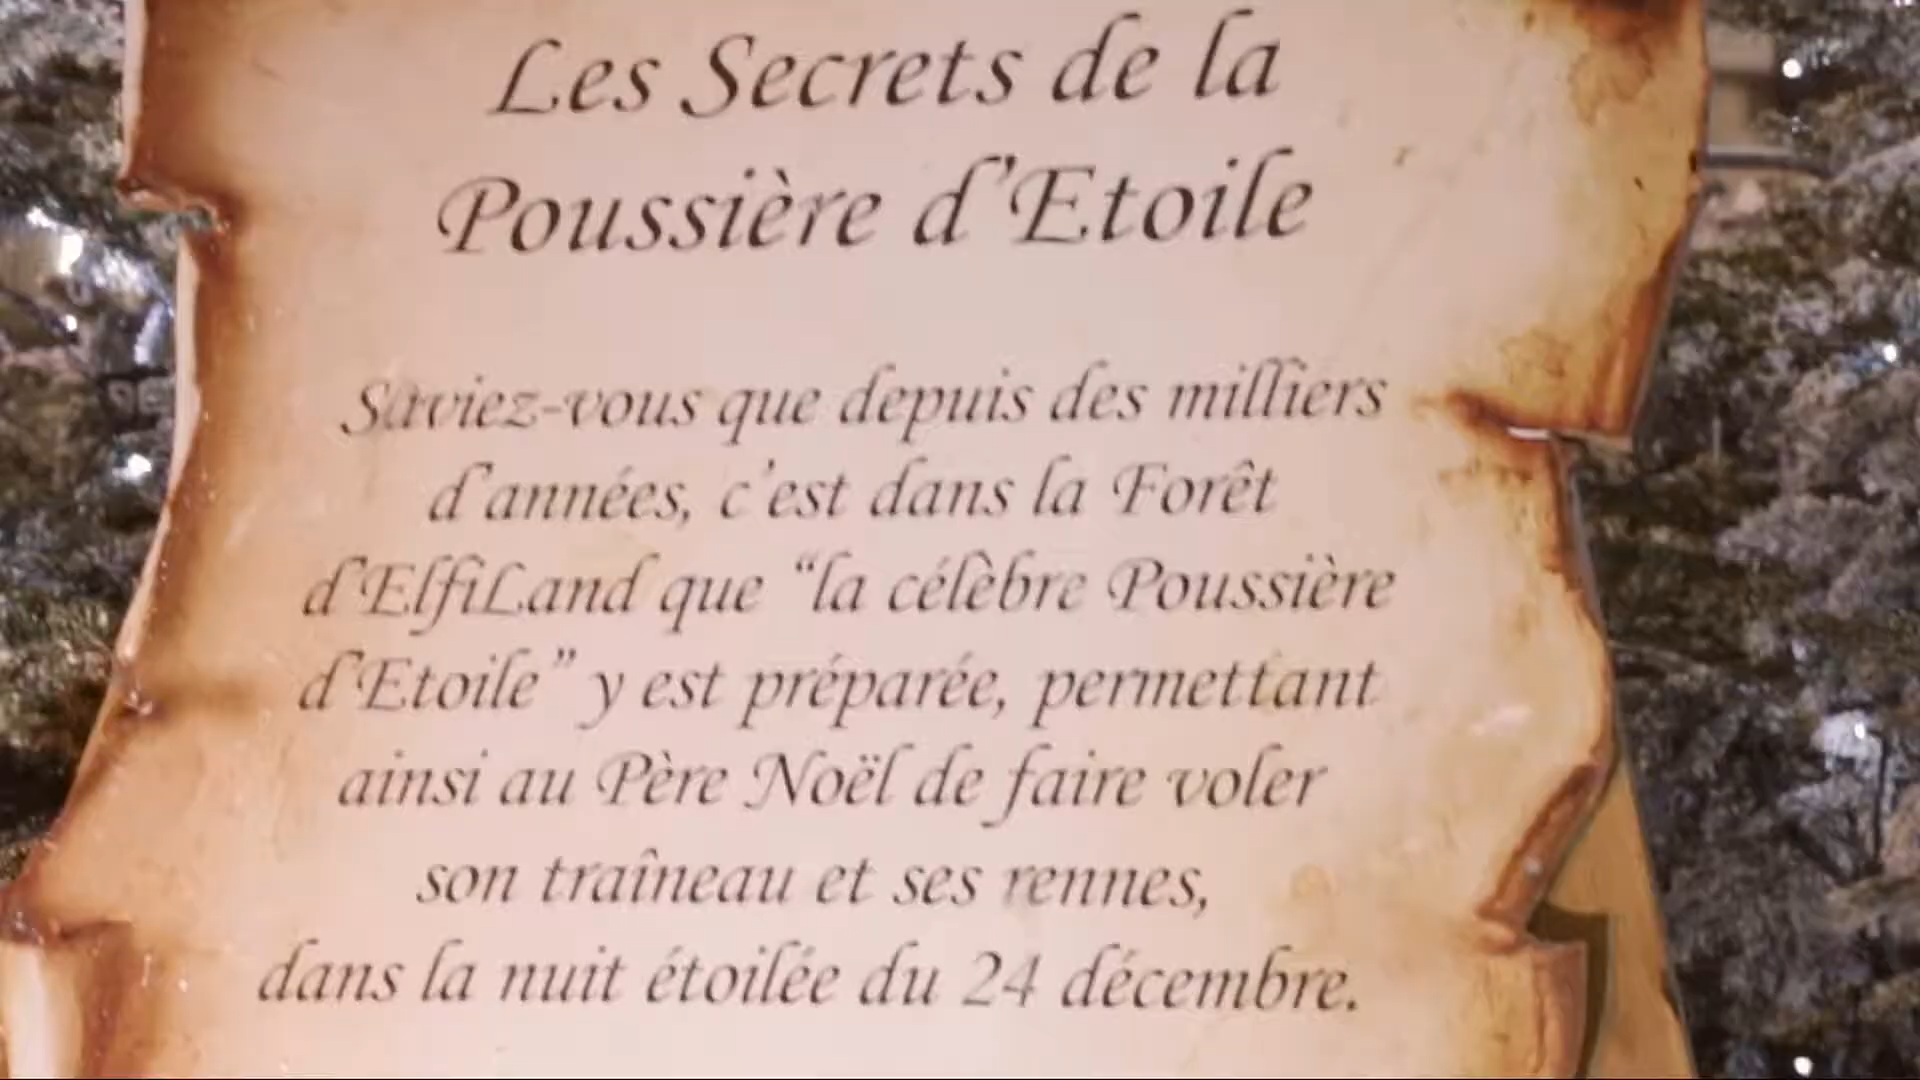 Les Secrets de la
Poussière d'Etoile
Saviez-vous que depuis des milliers
d'années, c'est dans la Forêt
d'ElfiLand que “la célèbre Poussière
d'Etoile” y est préparée, permettant
ainsi au Père Noël de faire voler
son traîneau et ses rennes,
dans la nuit étoilée du 24 décembre.